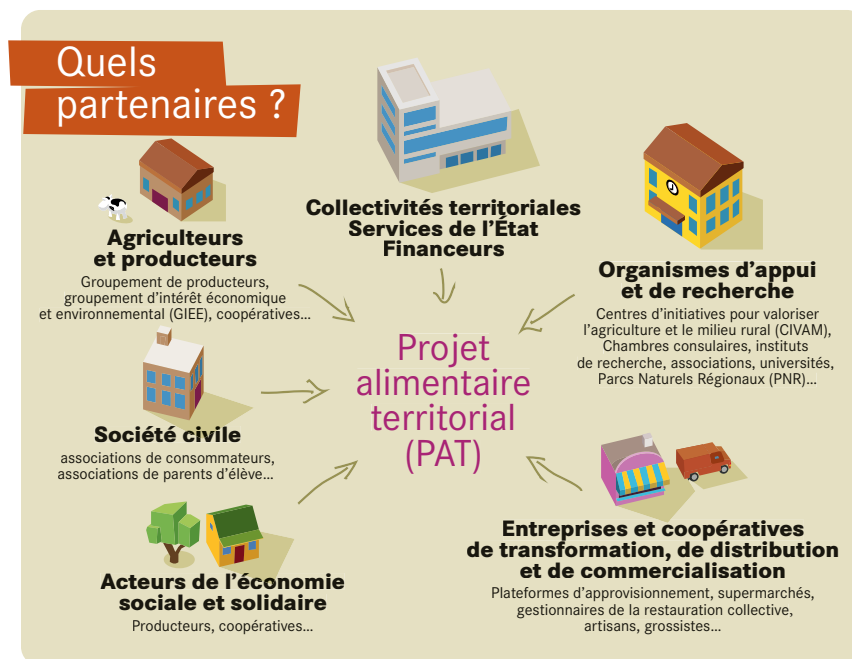 Quels
partenaires ?
Collectivités territoriales
Services de l'État
Financeurs
Agriculteurs
et producteurs
Groupement de producteurs,
groupement d'intérêt économique
et environnemental (GIEE), coopératives...
Organismes d'appui
et de recherche
Centres d'initiatives pour valoriser
l'agriculture et le milieu rural (CIVAM),
Chambres consulaires, instituts
de recherche, associations, universités,
Parcs Naturels Régionaux (PNR)...
Projet
alimentaire
territorial
(PAT)
Société civile
associations de consommateurs,
associations de parents d'élève...
Entreprises et coopératives
de transformation, de distribution
et de commercialisation
Plateformes d'approvisionnement, supermarchés,
gestionnaires de la restauration collective,
artisans, grossistes...
Acteurs de l'économie
sociale et solidaire
Producteurs, coopératives...